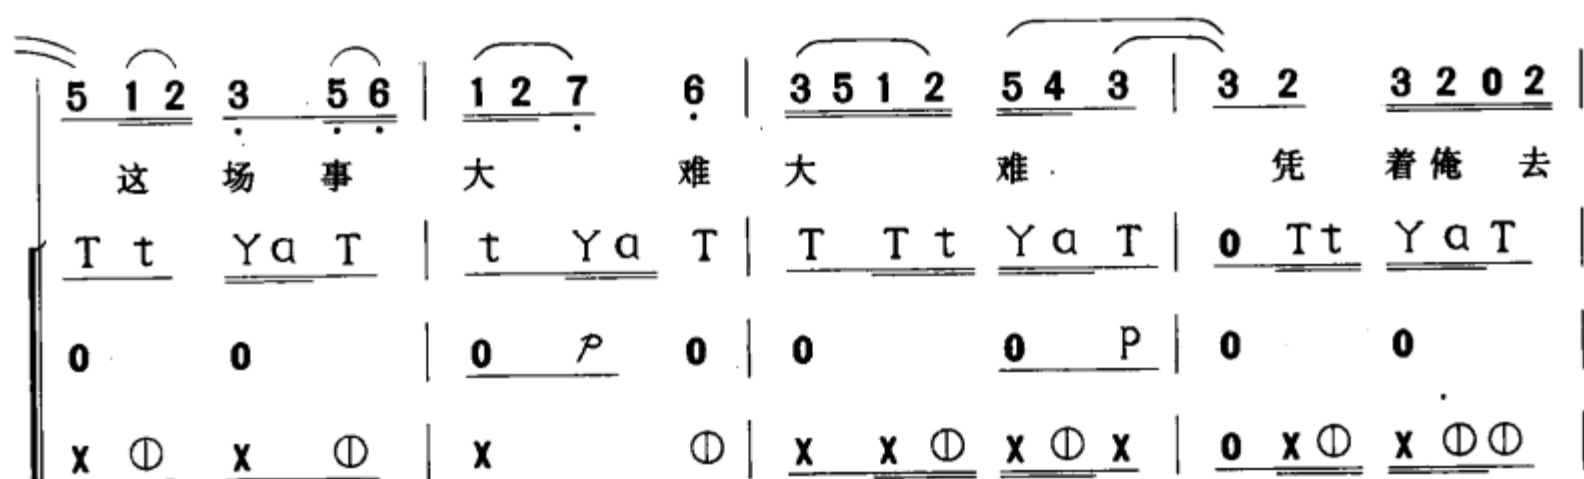 5 1 2 3 5 6 | 1 2 7 6 | 3 5 1 2 5 4 3 | 3 2 3 2 0 2 |
这 场 事 大 难 大 难 凭 着 俺 去
T t Y a T | t Y a T | T T t Y a T | 0 T t Y a T |
0 0 | 0 P 0 | 0 0 P | 0 0 |
X ⏀ X ⏀ | X ⏀ | X X ⏀ X ⏀ X | 0 X ⏀ X ⏀ ⏀ |